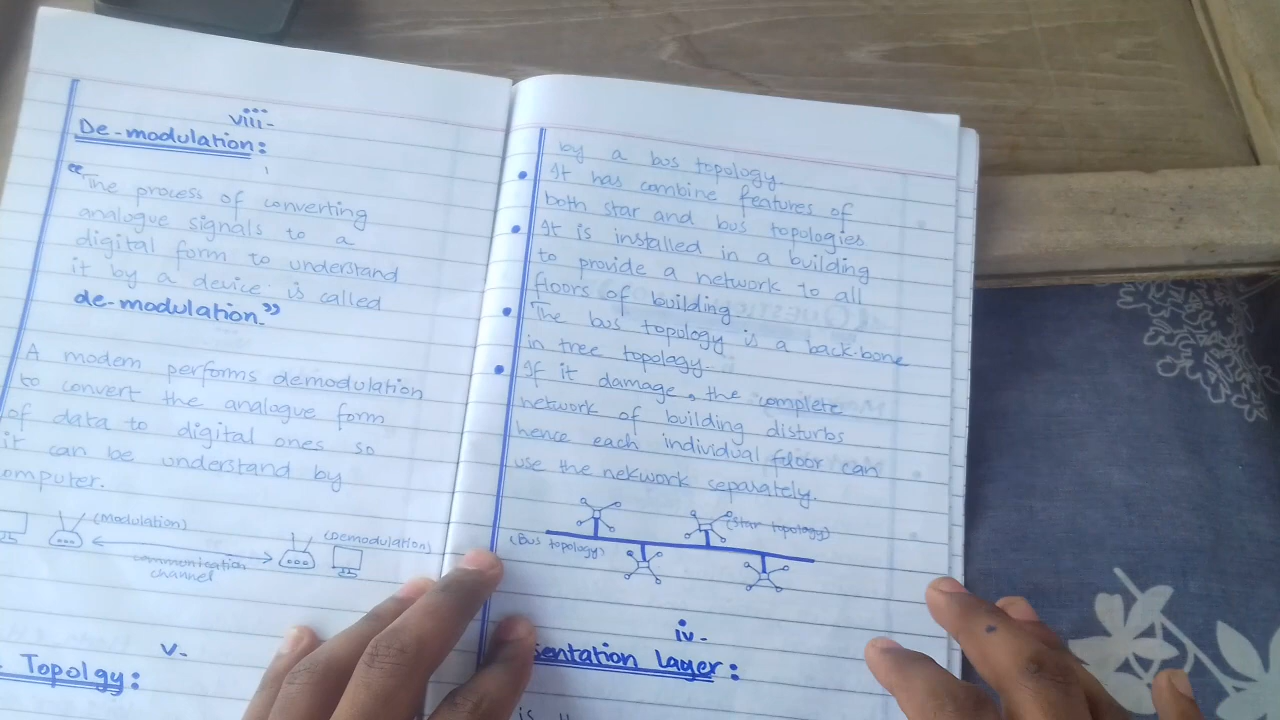 viii-
De-modulation:
"The process of converting
analogue signals to a
digital form to understand
it by a device is called
de-modulation."
A modem performs demodulation
to convert the analogue form
of data to digital ones so
it can be understand by
omputer.
(Modulation)
(Demodulation)
communication
channel
v-
Topolgy:
by a bus topology.
• It has combine features of
both star and bus topologies
• It is installed in a building
to provide a network to all
floors of building.
• The bus topology is a back-bone
in tree topology.
• If it damage, the complete
network of building disturbs
hence each individual floor can
use the nekwork separately.
(star topology)
(Bus topology)
iv-
sentation layer:
is